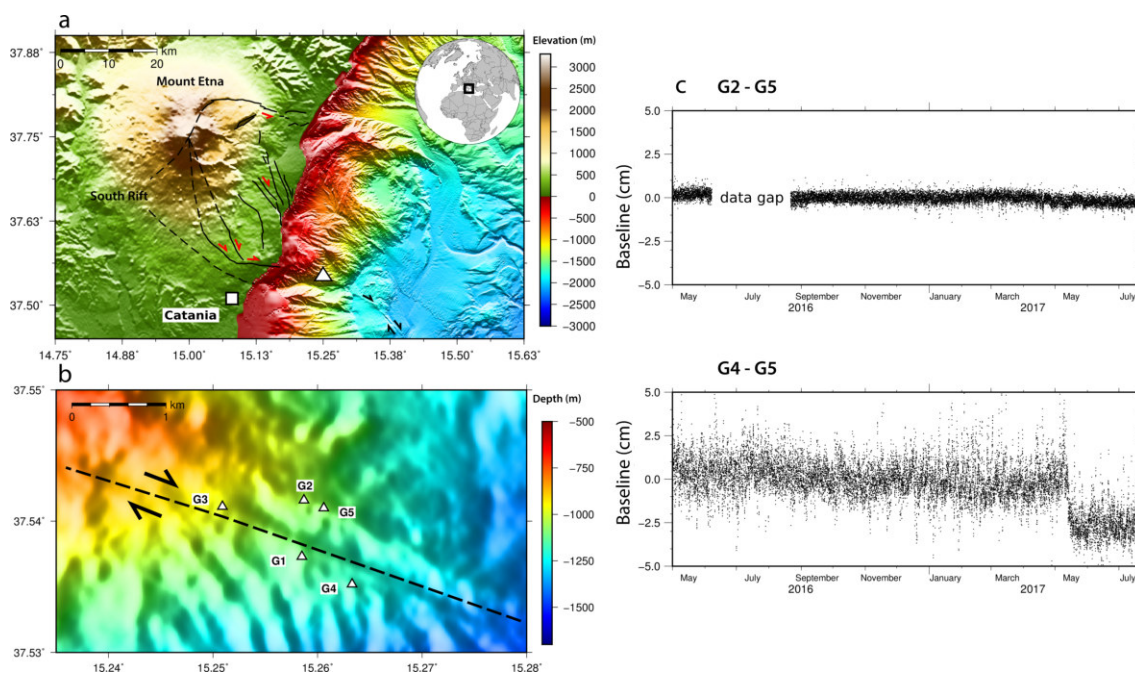 a
37.88˚
37.75˚
37.63˚
37.50˚
0 10 20
km
Mount Etna
South Rift
Catania
14.75˚ 14.88˚ 15.00˚ 15.13˚ 15.25˚ 15.38˚ 15.50˚ 15.63˚
Elevation (m)
3000
2500
2000
1500
1000
500
0
−500
−1000
−1500
−2000
−2500
−3000
b
37.55˚
37.54˚
37.53˚
0 1
km
G3
G2
G5
G1
G4
15.24˚ 15.25˚ 15.26˚ 15.27˚ 15.28˚
Depth (m)
−500
−750
−1000
−1250
−1500
c G2 - G5
Baseline (cm)
5.0
2.5
0.0
−2.5
−5.0
data gap
May July September November January March May July
2016 2017
G4 - G5
Baseline (cm)
5.0
2.5
0.0
−2.5
−5.0
May July September November January March May July
2016 2017